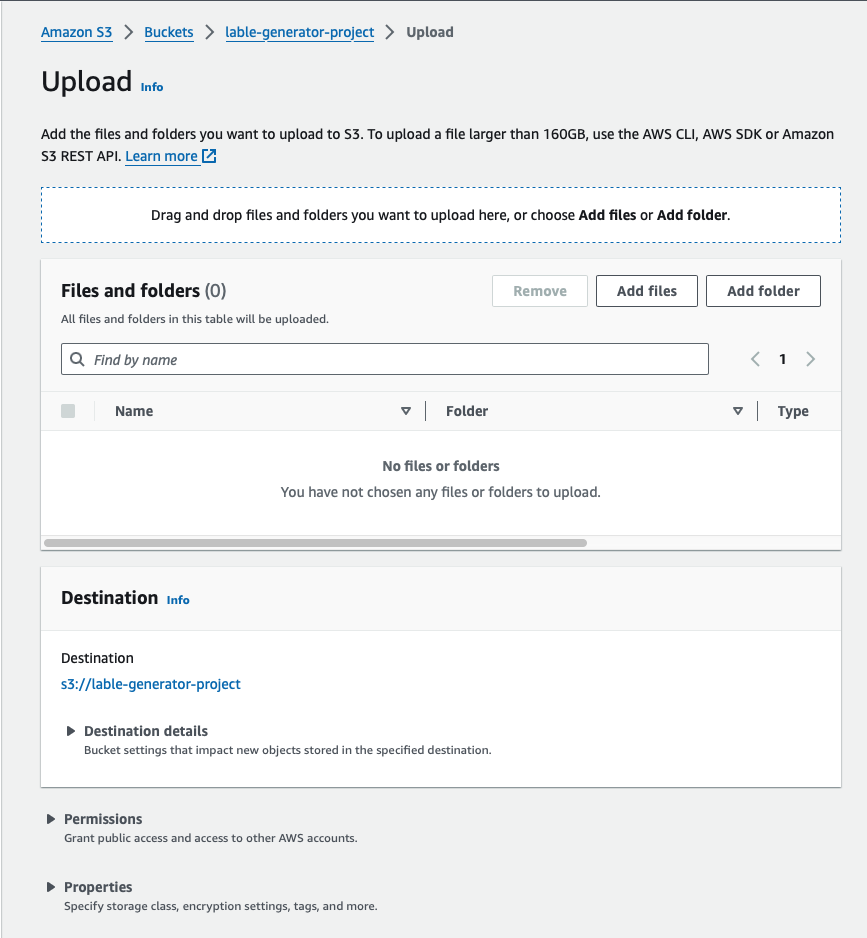 Amazon S3 > Buckets > lable-generator-project > Upload
Upload Info
Add the files and folders you want to upload to S3. To upload a file larger than 160GB, use the AWS CLI, AWS SDK or Amazon
S3 REST API. Learn more
Drag and drop files and folders you want to upload here, or choose Add files or Add folder.
Files and folders (0)
Remove
Add files
Add folder
All files and folders in this table will be uploaded.
Find by name
1
Name
Folder
Type
No files or folders
You have not chosen any files or folders to upload.
Destination Info
Destination
s3://lable-generator-project
Destination details
Bucket settings that impact new objects stored in the specified destination.
Permissions
Grant public access and access to other AWS accounts.
Properties
Specify storage class, encryption settings, tags, and more.